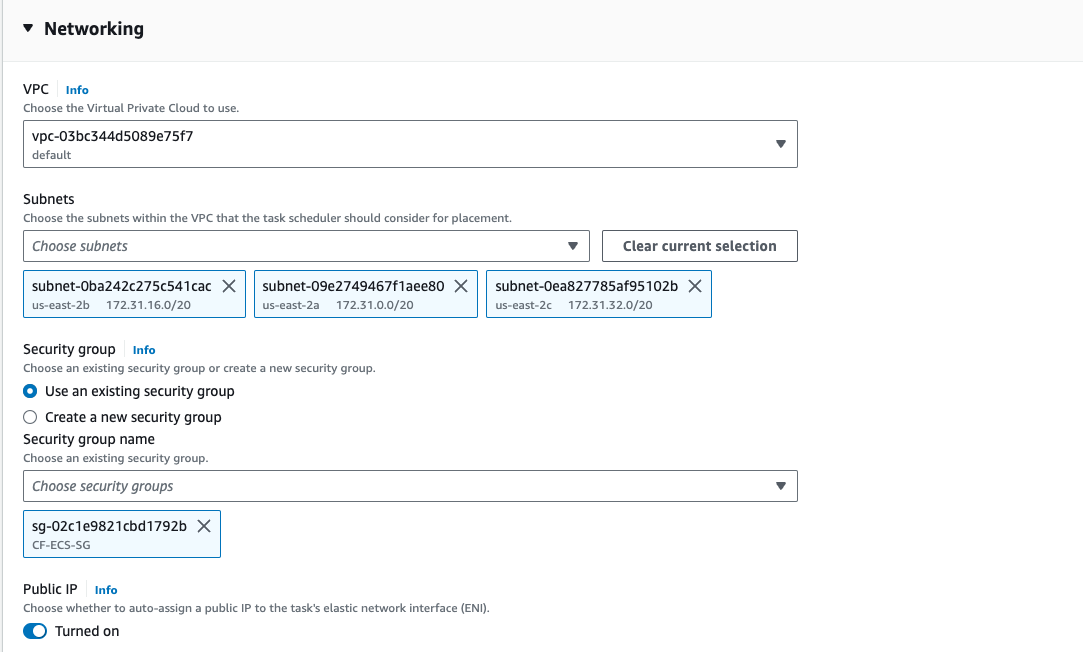 Networking
VPC Info
Choose the Virtual Private Cloud to use.
vpc-03bc344d5089e75f7
default
Subnets
Choose the subnets within the VPC that the task scheduler should consider for placement.
Choose subnets Clear current selection
subnet-0ba242c275c541cac subnet-09e2749467f1aee80 subnet-0ea827785af95102b
us-east-2b 172.31.16.0/20 us-east-2a 172.31.0.0/20 us-east-2c 172.31.32.0/20
Security group Info
Choose an existing security group or create a new security group.
Use an existing security group
Create a new security group
Security group name
Choose an existing security group.
Choose security groups
sg-02c1e9821cbd1792b
CF-ECS-SG
Public IP Info
Choose whether to auto-assign a public IP to the task's elastic network interface (ENI).
Turned on